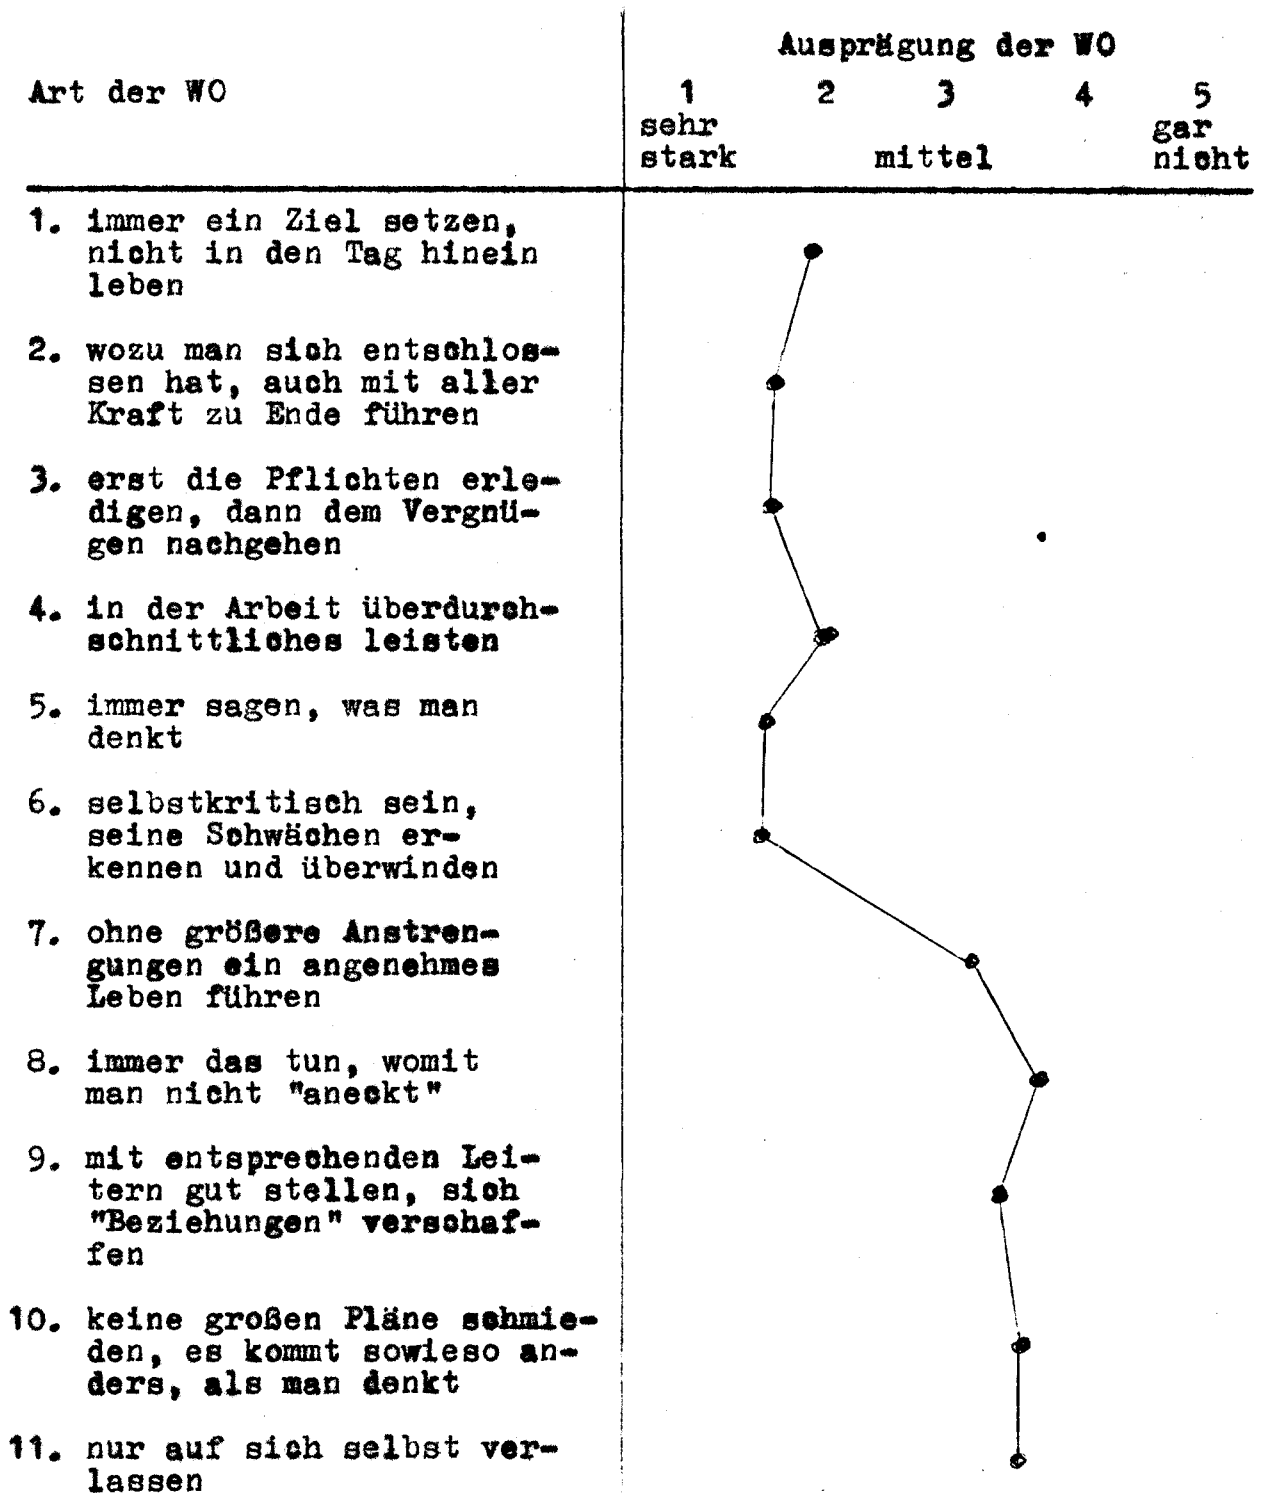 Ausprägung der WO
Art der WO 1 2 3 4 5
sehr gar
stark mittel nicht
1. immer ein Ziel setzen,
nicht in den Tag hinein
leben
2. wozu man sich entschlos-
sen hat, auch mit aller
Kraft zu Ende führen
3. erst die Pflichten erle-
digen, dann dem Vergnü-
gen nachgehen
4. in der Arbeit überdurch-
schnittliches leisten
5. immer sagen, was man
denkt
6. selbstkritisch sein,
seine Schwächen er-
kennen und überwinden
7. ohne größere Anstren-
gungen ein angenehmes
Leben führen
8. immer das tun, womit
man nicht "aneckt"
9. mit entsprechenden Lei-
tern gut stellen, sich
"Beziehungen" verschaf-
fen
10. keine großen Pläne schmie-
den, es kommt sowieso an-
ders, als man denkt
11. nur auf sich selbst ver-
lassen